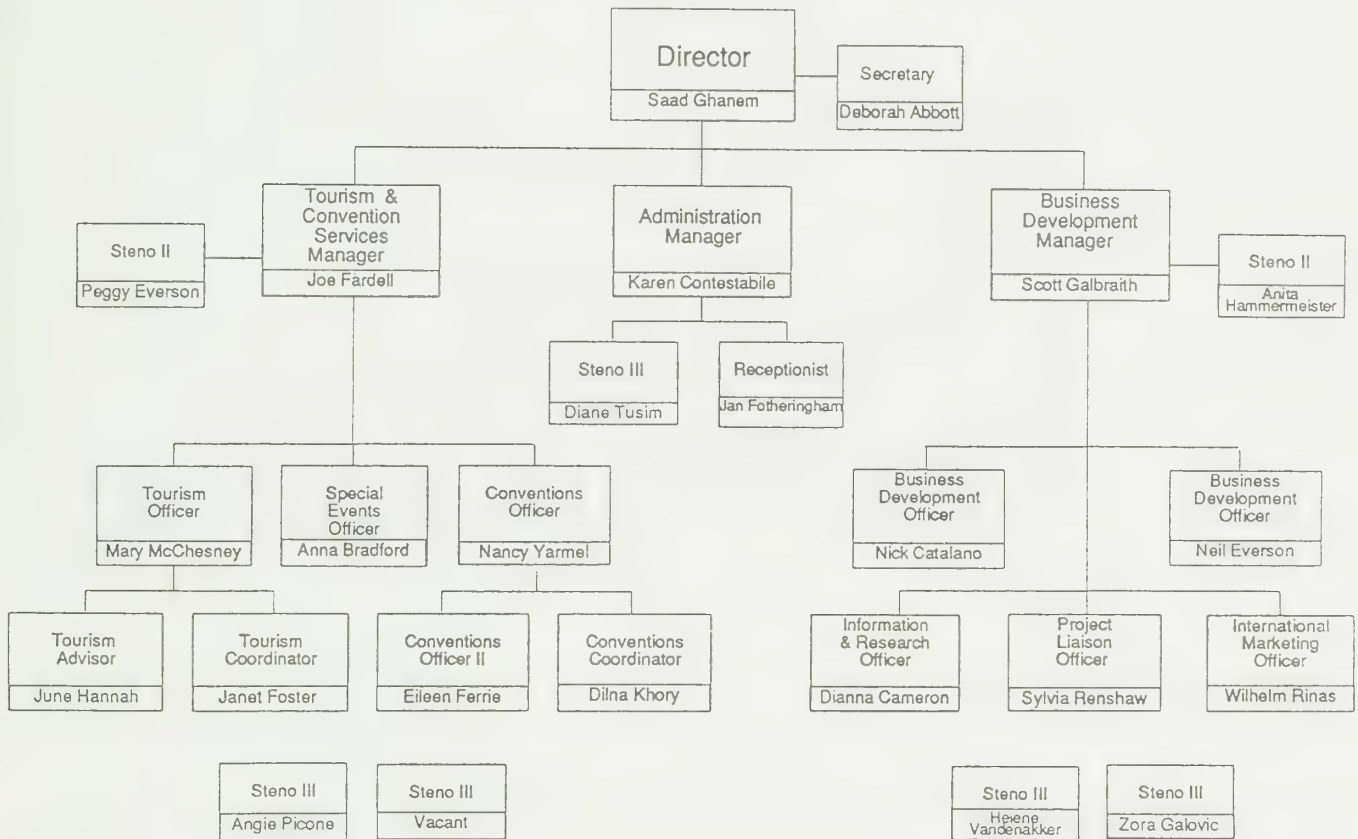 Director
Saad Ghanem
Secretary
Deborah Abbott
Tourism &
Convention
Services
Manager
Joe Fardell
Steno II
Peggy Everson
Administration
Manager
Karen Contestabile
Business
Development
Manager
Scott Galbraith
Steno II
Anita
Hammermeister
Steno III
Diane Tusim
Receptionist
Jan Fotheringham
Tourism
Officer
Mary McChesney
Special
Events
Officer
Anna Bradford
Conventions
Officer
Nancy Yarmel
Business
Development
Officer
Nick Catalano
Business
Development
Officer
Neil Everson
Tourism
Advisor
June Hannah
Tourism
Coordinator
Janet Foster
Conventions
Officer II
Eileen Ferrie
Conventions
Coordinator
Dilna Khory
Information
& Research
Officer
Dianna Cameron
Project
Liaison
Officer
Sylvia Renshaw
International
Marketing
Officer
Wilhelm Rinas
Steno III
Angie Picone
Steno III
Vacant
Steno III
Helene
Vandenakker
Steno III
Zora Galovic